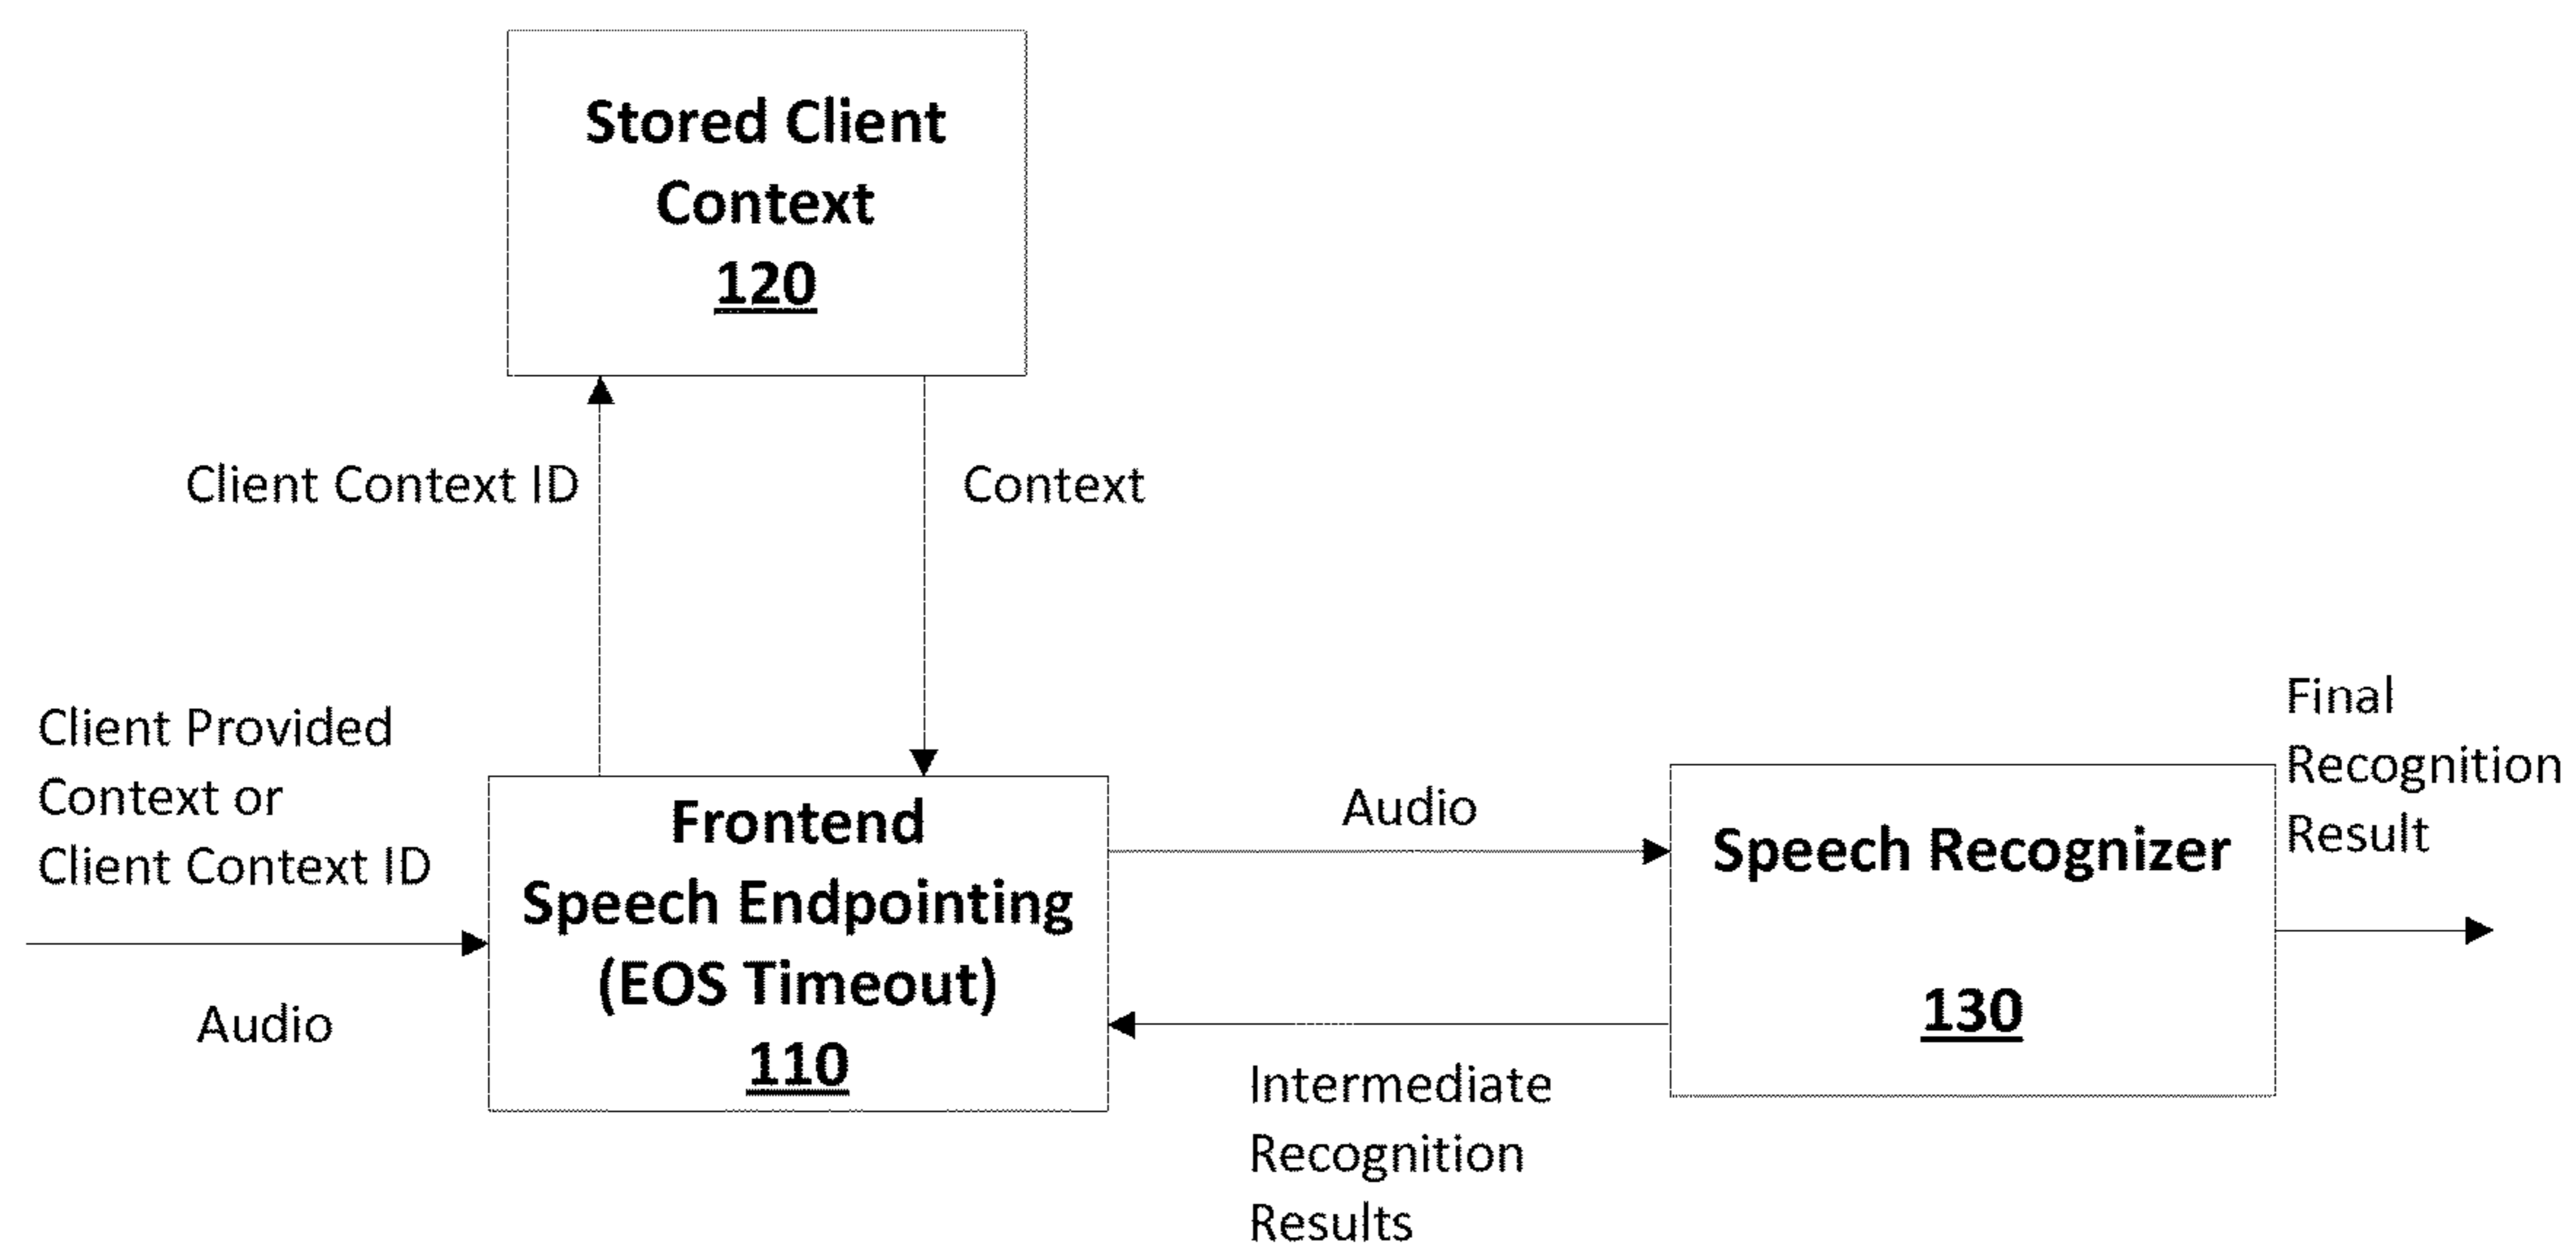 Stored Client
Context
120
Client Context ID
Context
Client Provided
Context or
Client Context ID
Audio
Frontend
Speech Endpointing
(EOS Timeout)
110
Audio
Intermediate
Recognition
Results
Speech Recognizer
130
Final
Recognition
Result